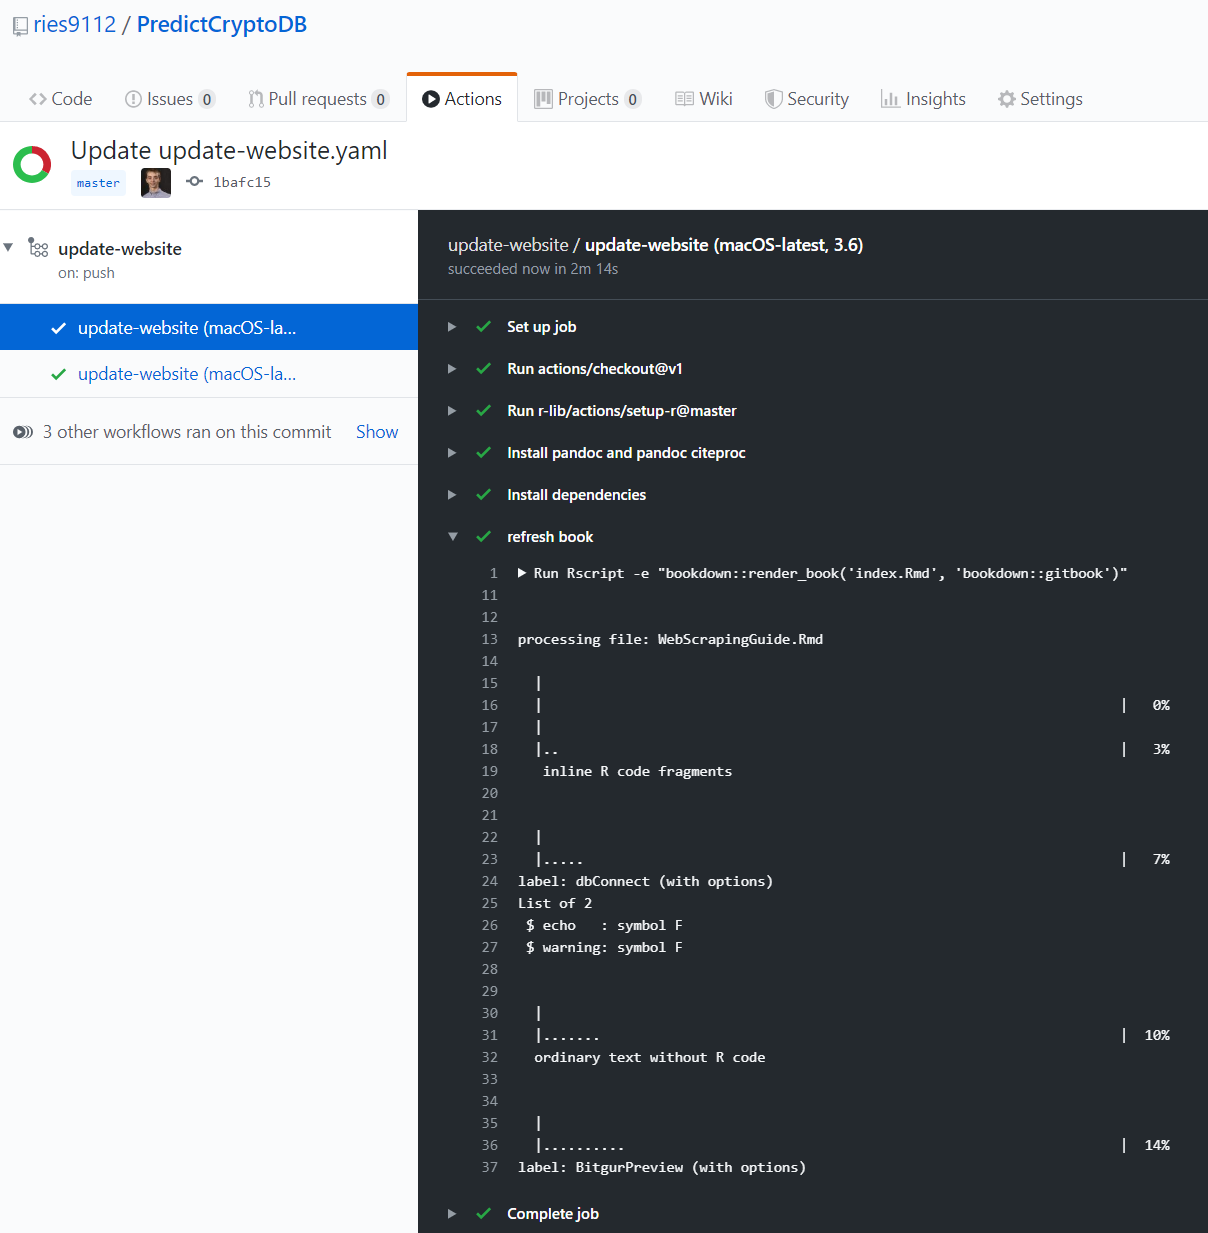 ries9112 / PredictCryptoDB
Code Issues 0 Pull requests 0 Actions Projects 0 Wiki Security Insights Settings
Update update-website.yaml
master 1bafc15
update-website
on: push
update-website (macOS-la...
update-website (macOS-la...
3 other workflows ran on this commit Show
update-website / update-website (macOS-latest, 3.6)
succeeded now in 2m 14s
Set up job
Run actions/checkout@v1
Run r-lib/actions/setup-r@master
Install pandoc and pandoc citeproc
Install dependencies
refresh book
1 Run Rscript -e "bookdown::render_book('index.Rmd', 'bookdown::gitbook')"
11
12
13 processing file: WebScrapingGuide.Rmd
14
15 |
16 | | 0%
17 |
18 |.. | 3%
19 inline R code fragments
20
21
22 |
23 |..... | 7%
24 label: dbConnect (with options)
25 List of 2
26 $ echo : symbol F
27 $ warning: symbol F
28
29
30 |
31 |....... | 10%
32 ordinary text without R code
33
34
35 |
36 |.......... | 14%
37 label: BitgurPreview (with options)
Complete job